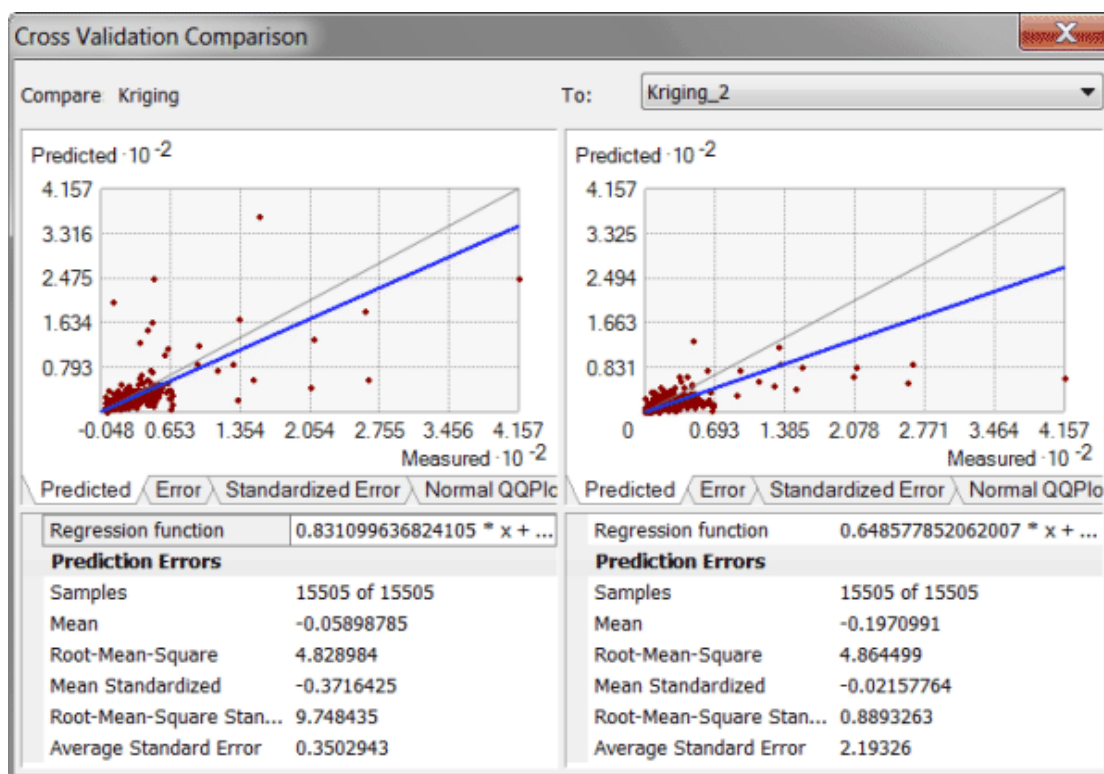 Cross Validation Comparison
Compare Kriging To: Kriging_2
Predicted ·10 -2
4.157
3.316
2.475
1.634
0.793
-0.048 0.653 1.354 2.054 2.755 3.456 4.157
Measured ·10 -2
Predicted Error Standardized Error Normal QQPlo
Regression function 0.831099636824105 * x + ...
Prediction Errors
Samples 15505 of 15505
Mean -0.05898785
Root-Mean-Square 4.828984
Mean Standardized -0.3716425
Root-Mean-Square Stan... 9.748435
Average Standard Error 0.3502943
Predicted ·10 -2
4.157
3.325
2.494
1.663
0.831
0 0.693 1.385 2.078 2.771 3.464 4.157
Measured ·10 -2
Predicted Error Standardized Error Normal QQPlo
Regression function 0.648577852062007 * x + ...
Prediction Errors
Samples 15505 of 15505
Mean -0.1970991
Root-Mean-Square 4.864499
Mean Standardized -0.02157764
Root-Mean-Square Stan... 0.8893263
Average Standard Error 2.19326